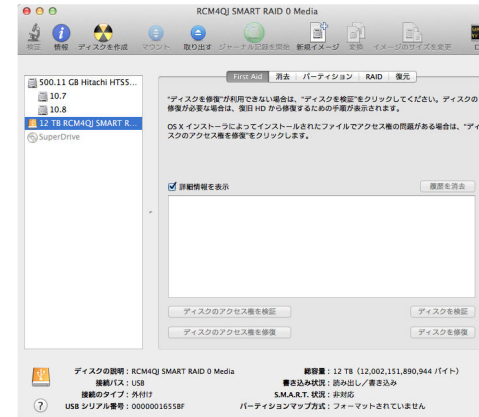 RCM4QJ SMART RAID 0 Media
検証 情報 ディスクを作成 マウント 取り出す ジャーナル記録を開始 新規イメージ 変換 イメージのサイズを変更
First Aid 消去 パーティション RAID 復元
500.11 GB Hitachi HTS5...
10.7
10.8
12 TB RCM4QJ SMART R...
SuperDrive
"ディスクを修復"が利用できない場合は、"ディスクを検証"をクリックしてください。ディスクの
修復が必要な場合は、復旧 HD から修復するための手順が表示されます。
OS X インストーラによってインストールされたファイルでアクセス権の問題がある場合は、"ディ
スクのアクセス権を修復"をクリックします。
詳細情報を表示
履歴を消去
ディスクのアクセス権を検証 ディスクを検証
ディスクのアクセス権を修復 ディスクを修復
ディスクの説明 : RCM4QJ SMART RAID 0 Media 総容量 : 12 TB (12,002,151,890,944 バイト)
接続バス : USB 書き込み状況 : 読み出し／書き込み
接続のタイプ : 外付け S.M.A.R.T. 状況 : 非対応
USB シリアル番号 : 0000001655BF パーティションマップ方式 : フォーマットされていません
?